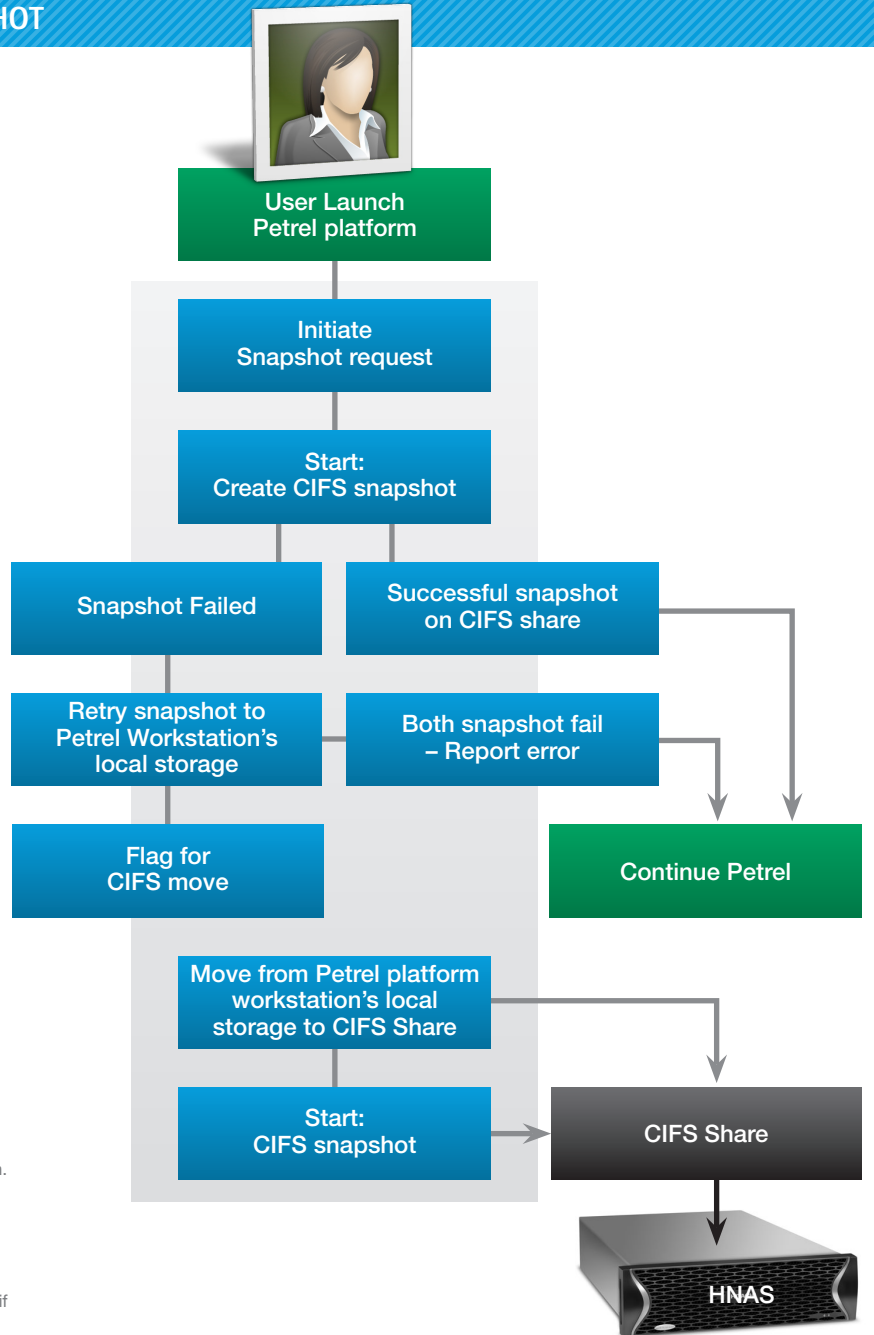 HOT
User Launch
Petrel platform
Initiate
Snapshot request
Start:
Create CIFS snapshot
Snapshot Failed
Successful snapshot
on CIFS share
Retry snapshot to
Petrel Workstation's
local storage
Both snapshot fail
– Report error
Flag for
CIFS move
Continue Petrel
Move from Petrel platform
workstation's local
storage to CIFS Share
Start:
CIFS snapshot
CIFS Share
HNAS
if